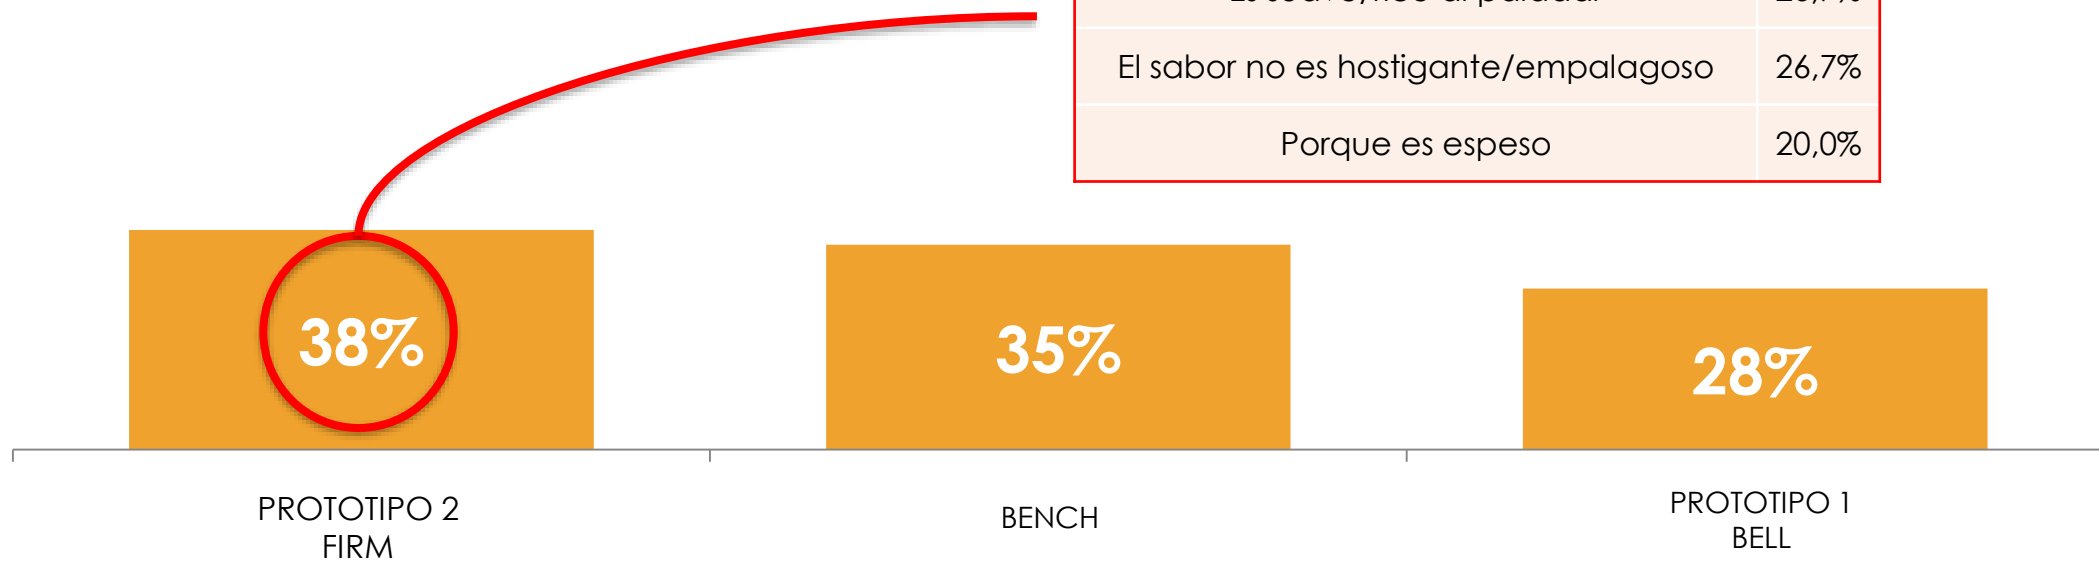 El sabor no es hostigante/empalagoso 26,7%
Porque es espeso 20,0%
38%
35%
28%
PROTOTIPO 2
FIRM
BENCH
PROTOTIPO 1
BELL